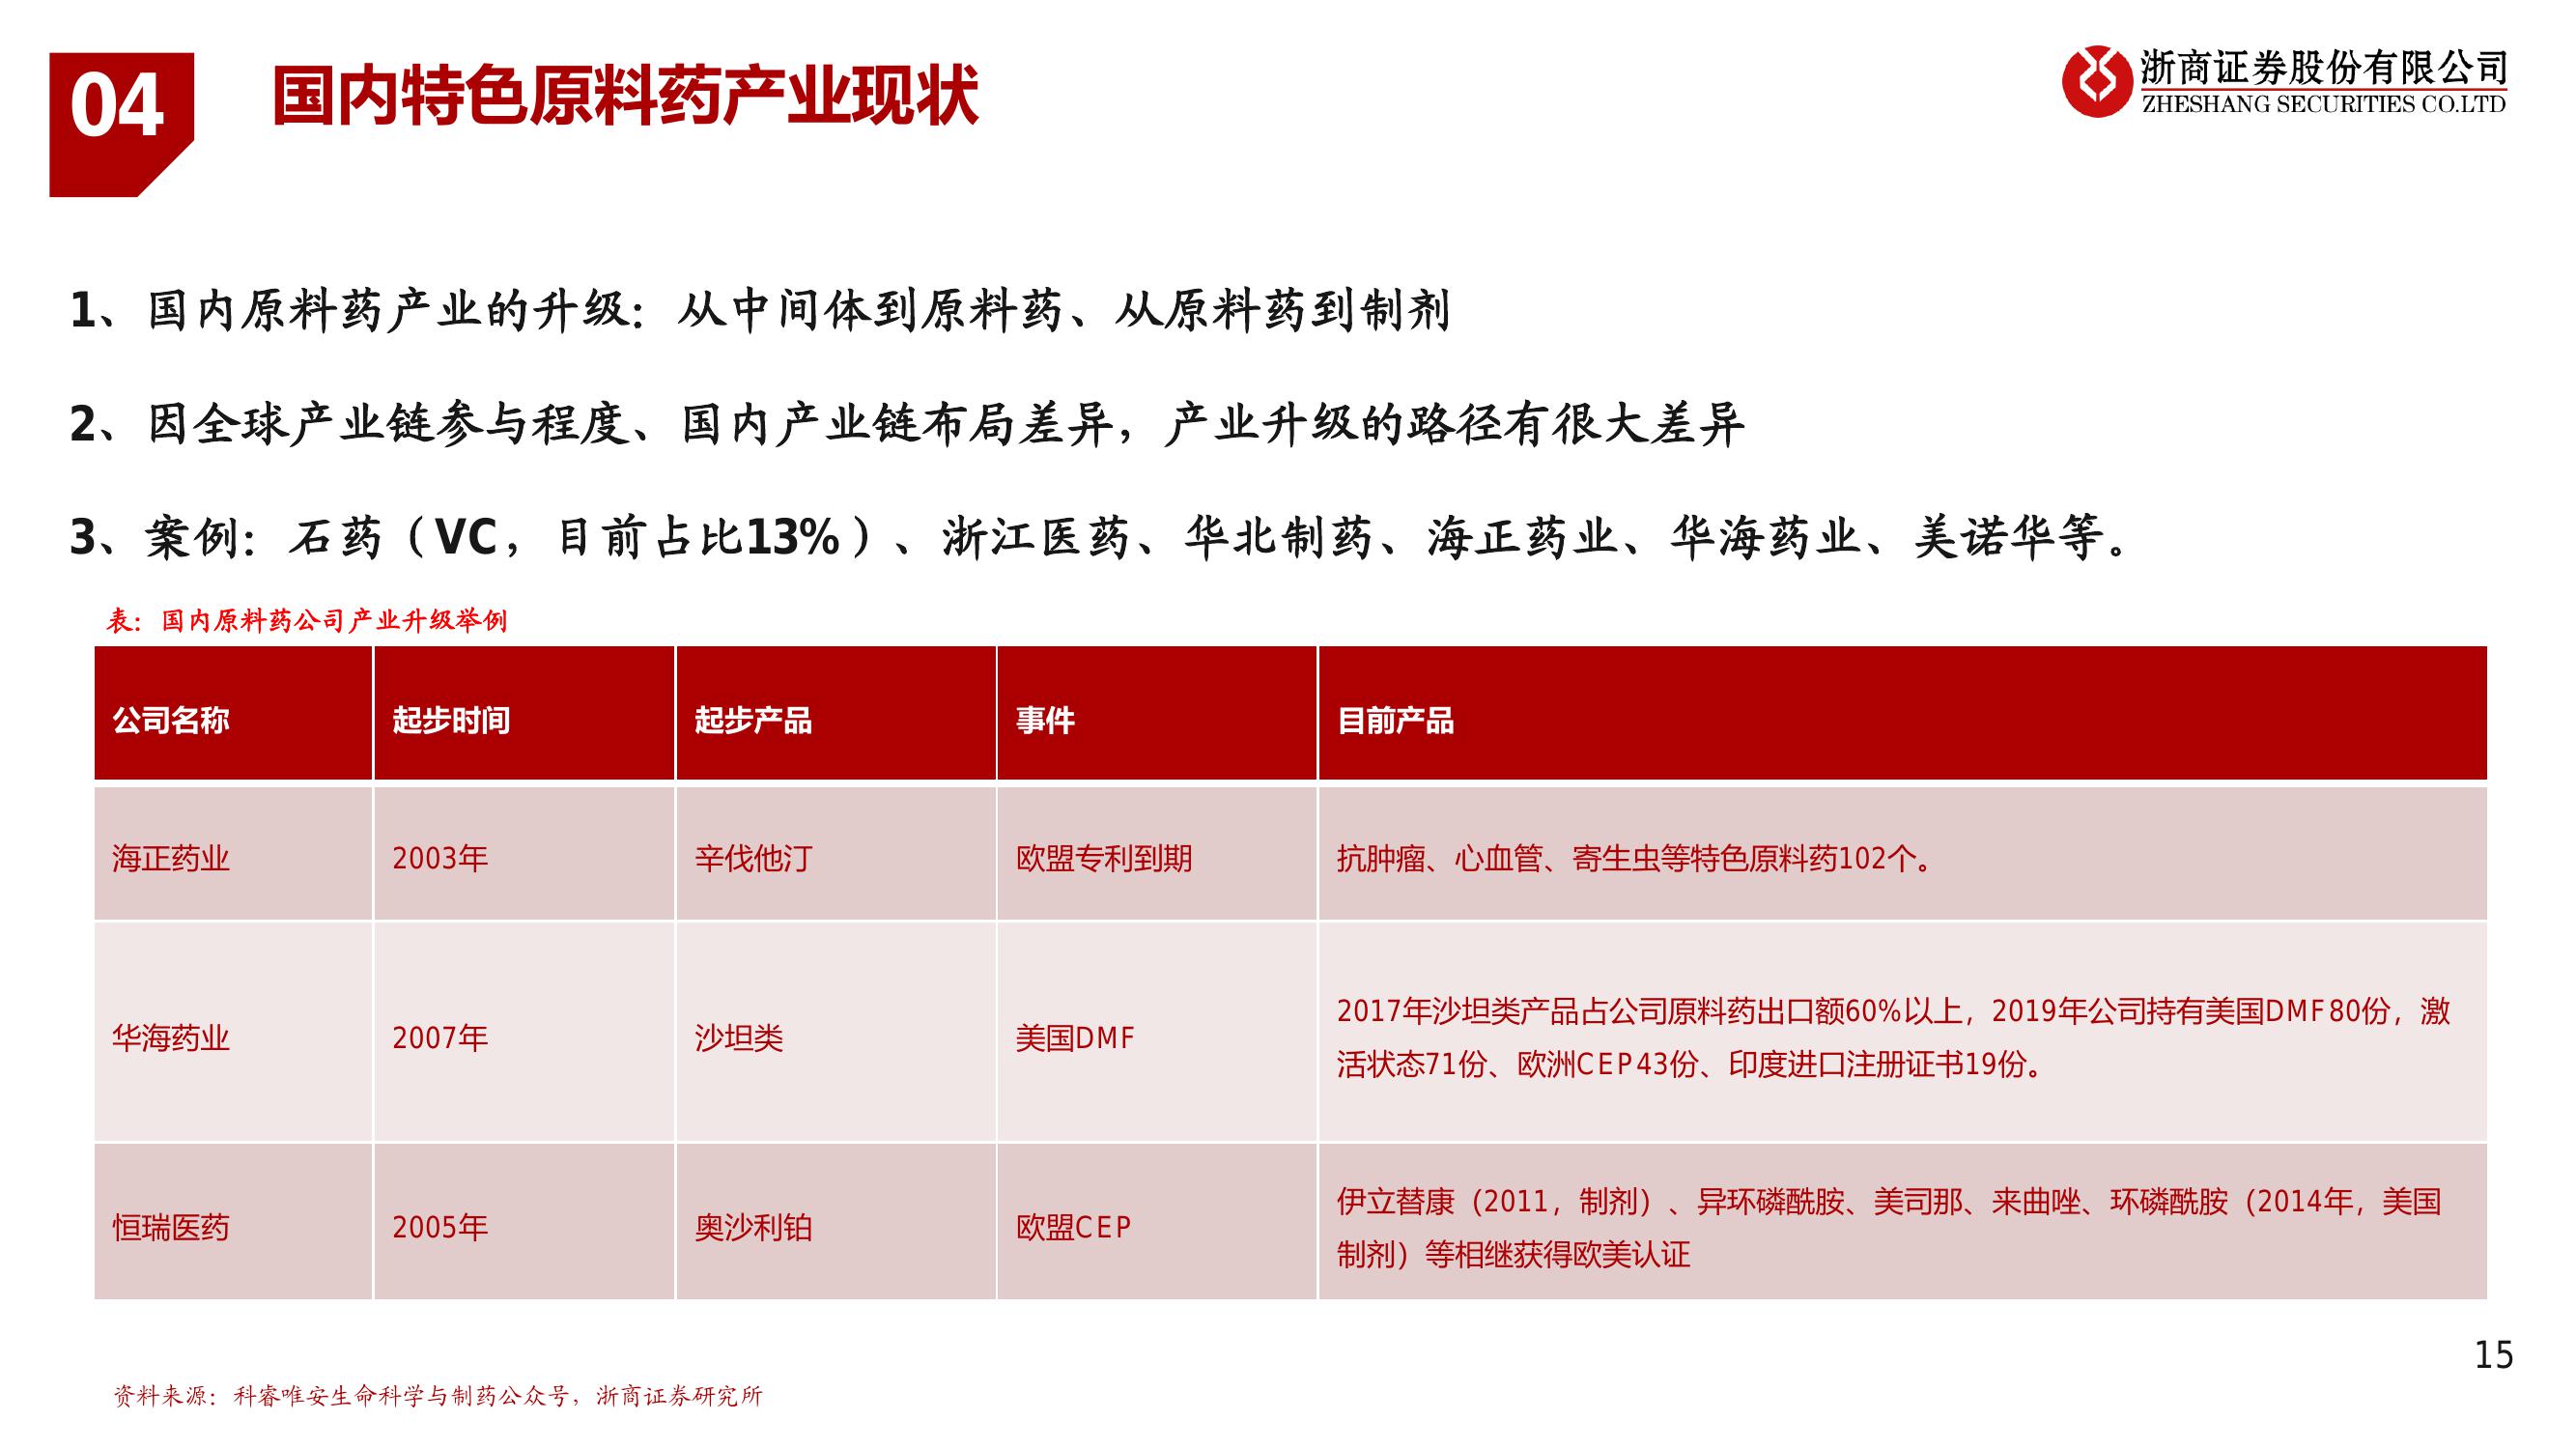 04
国内特色原料药产业现状
浙商证券股份有限公司
ZHESHANG SECURITIES CO.LTD
1、国内原料药产业的升级：从中间体到原料药、从原料药到制剂
2、因全球产业链参与程度、国内产业链布局差异，产业升级的路径有很大差异
3、案例：石药（VC，目前占比13%）、浙江医药、华北制药、海正药业、华海药业、美诺华等。
表：国内原料药公司产业升级举例
公司名称 起步时间 起步产品 事件 目前产品
海正药业 2003年 辛伐他汀 欧盟专利到期 抗肿瘤、心血管、寄生虫等特色原料药102个。
华海药业 2007年 沙坦类 美国DMF 2017年沙坦类产品占公司原料药出口额60%以上，2019年公司持有美国DMF80份，激
活状态71份、欧洲CEP43份、印度进口注册证书19份。
恒瑞医药 2005年 奥沙利铂 欧盟CEP 伊立替康（2011，制剂）、异环磷酰胺、美司那、来曲唑、环磷酰胺（2014年，美国
制剂）等相继获得欧美认证
15
资料来源：科睿唯安生命科学与制药公众号，浙商证券研究所